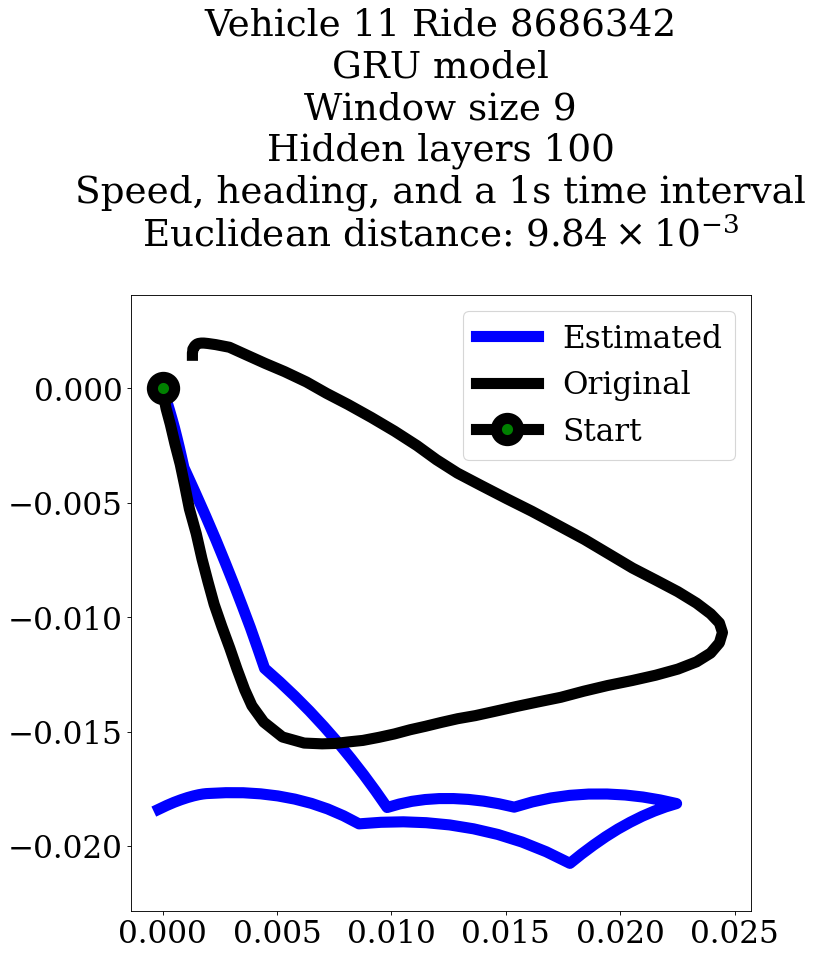 Vehicle 11 Ride 8686342
GRU model
Window size 9
Hidden layers 100
Speed, heading, and a 1s time interval
Euclidean distance: 9.84 × 10⁻³
Estimated
Original
Start
0.000
−0.005
−0.010
−0.015
−0.020
0.000 0.005 0.010 0.015 0.020 0.025